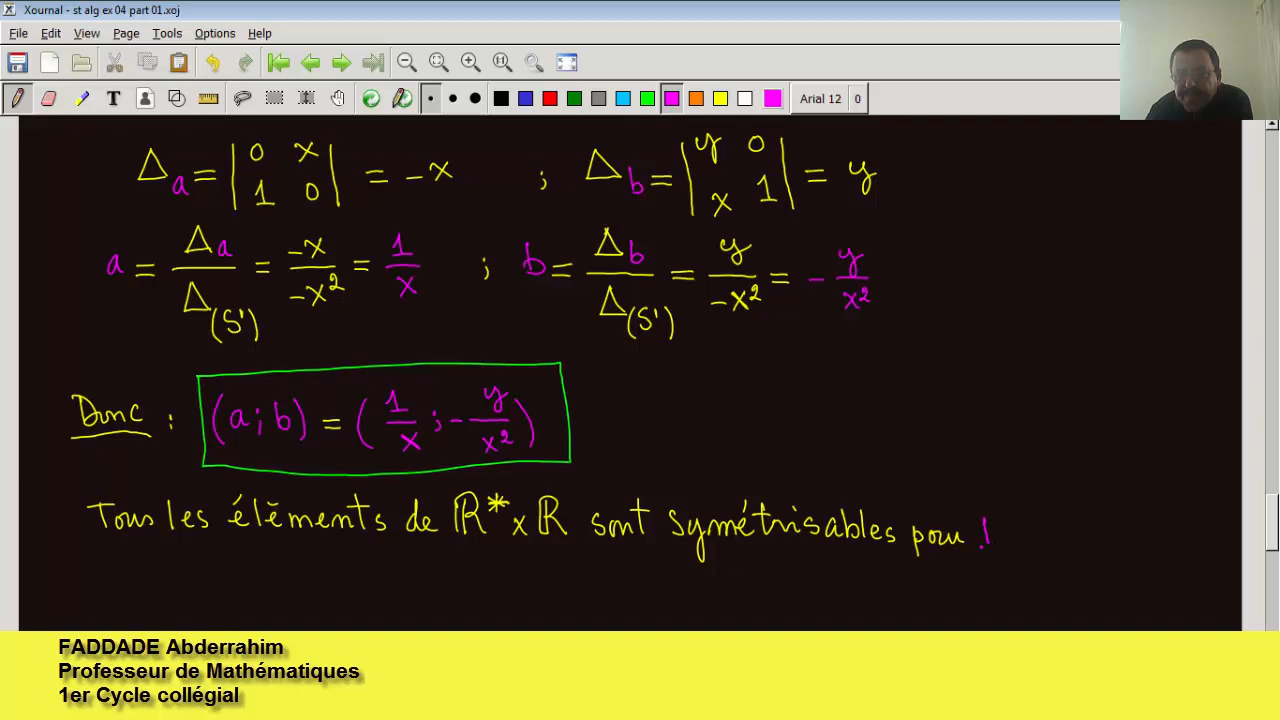 Xournal - st alg ex 04 part 01.xoj
File Edit View Page Tools Options Help
T Arial 12 0
Δa = |0 x; 1 0| = -x ; Δb = |y 0; x 1| = y
a = Δa/Δ(S') = -x/-x² = 1/x ; b = Δb/Δ(S') = y/-x² = - y/x²
Donc : (a ; b) = (1/x ; - y/x²)
Tous les élèments de ℝ* x ℝ sont symétrisables pour
FADDADE Abderrahim
Professeur de Mathématiques
1er Cycle collégial